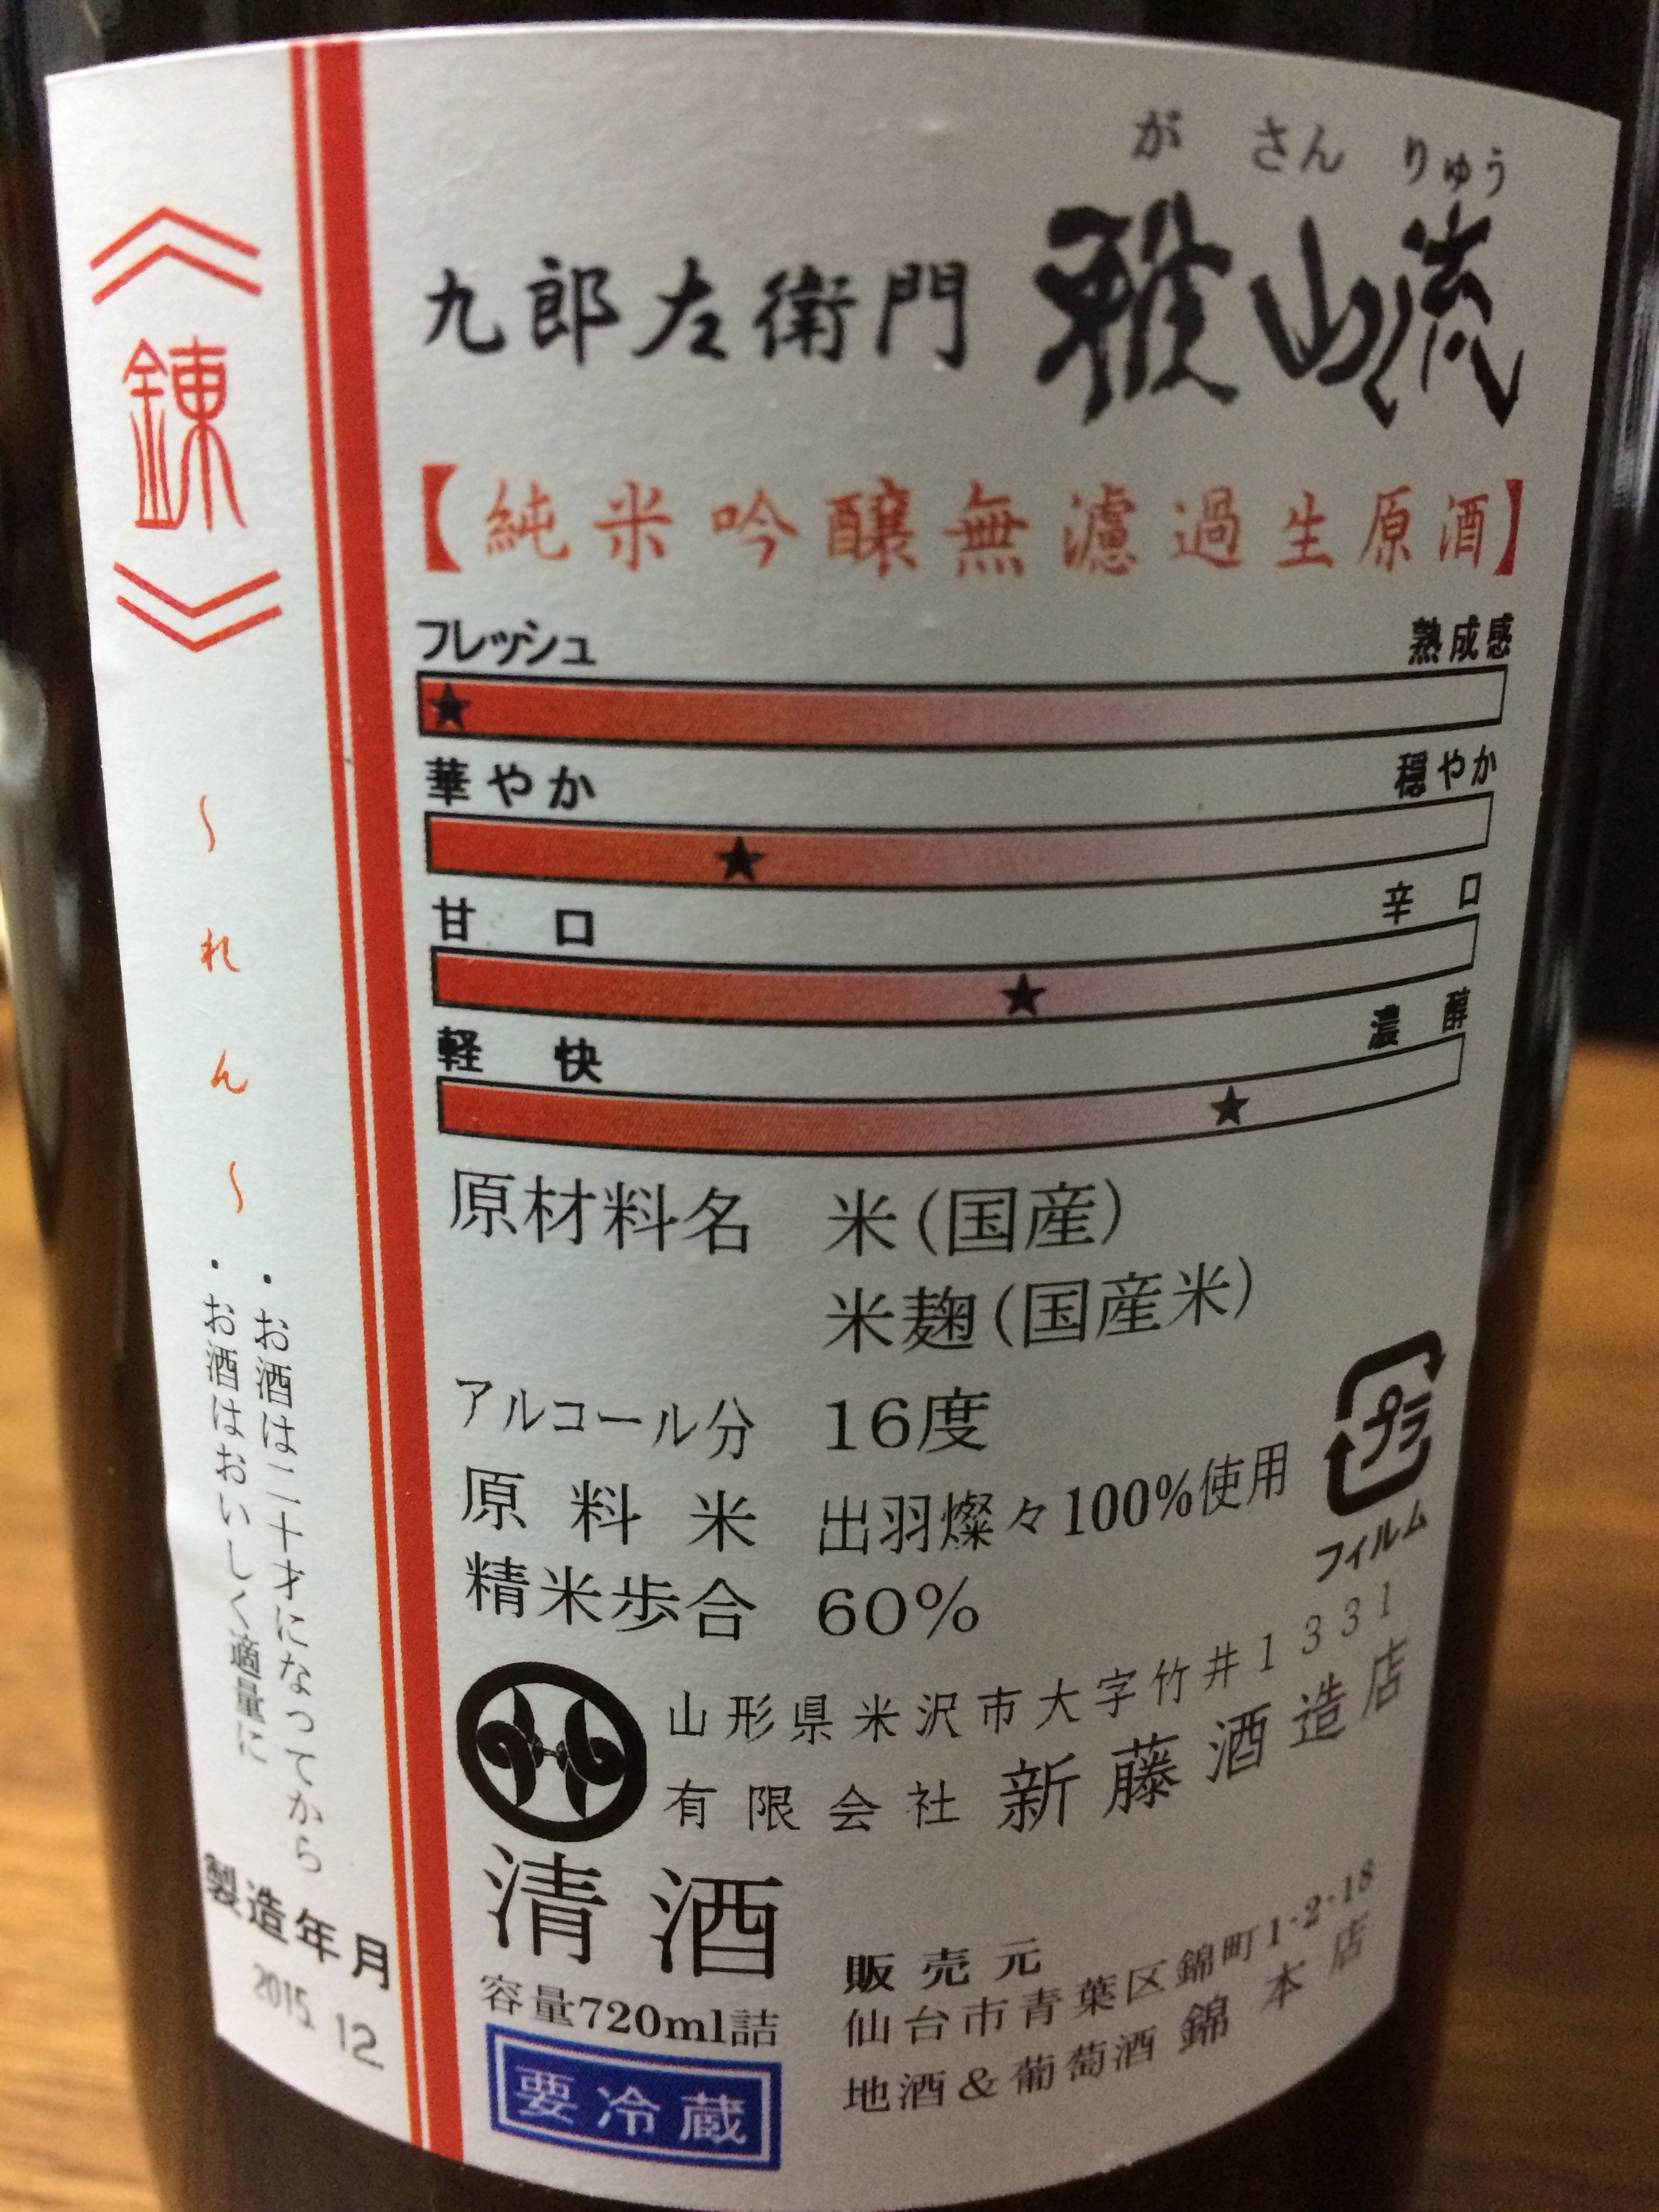 が さん りゅう
九郎左衛門 雅山流
【純米吟醸無濾過生原酒】
フレッシュ 熟成感
★
華やか 穏やか
★
甘口 辛口
★
軽快 濃醇
★
原材料名 米(国産)
米麹(国産米)
アルコール分 16度
原料米 出羽燦々100%使用
精米歩合 60%
プラ
フィルム
山形県米沢市大字竹井1331
有限会社 新藤酒造店
清酒
容量720ml詰
要冷蔵
販売元
仙台市青葉区錦町1-2-18
地酒&葡萄酒 錦本店
《錬》
〜れん〜
・お酒は二十才になってから
・お酒はおいしく適量に
製造年月
2015. 12.